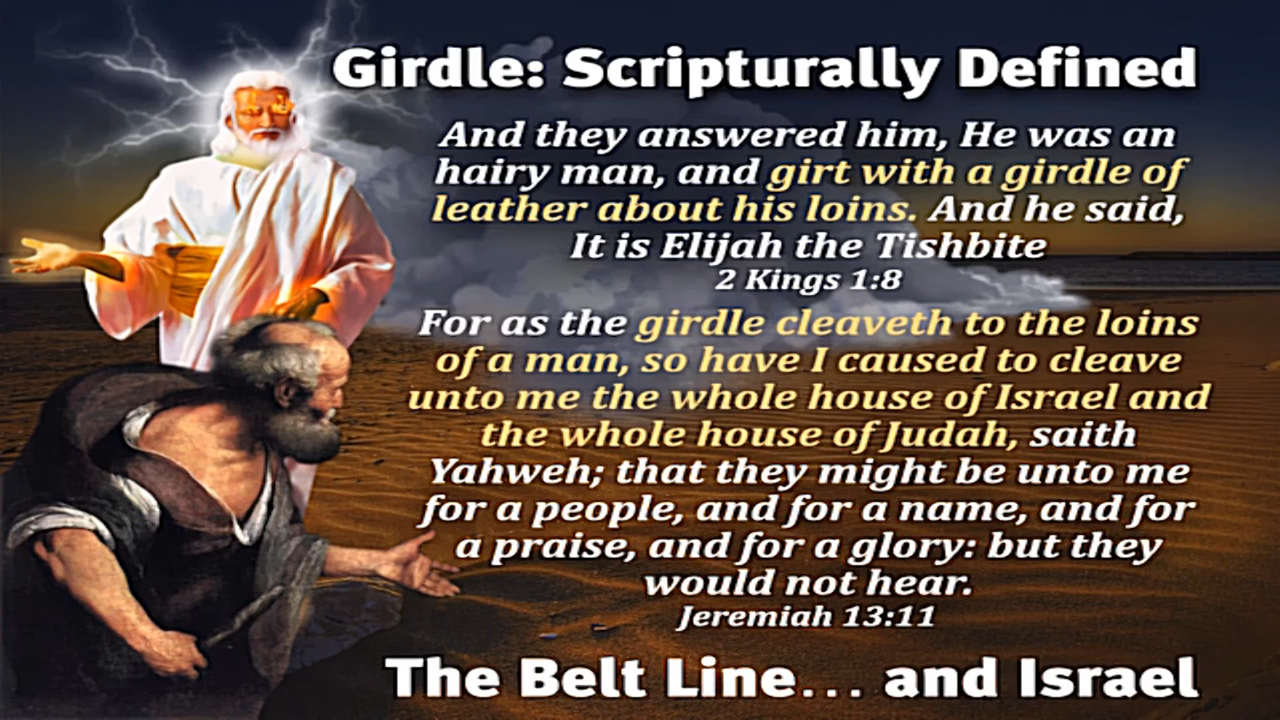 Girdle: Scripturally Defined
And they answered him, He was an
hairy man, and girt with a girdle of
leather about his loins. And he said,
It is Elijah the Tishbite
2 Kings 1:8
For as the girdle cleaveth to the loins
of a man, so have I caused to cleave
unto me the whole house of Israel and
the whole house of Judah, saith
Yahweh; that they might be unto me
for a people, and for a name, and for
a praise, and for a glory: but they
would not hear.
Jeremiah 13:11
The Belt Line... and Israel